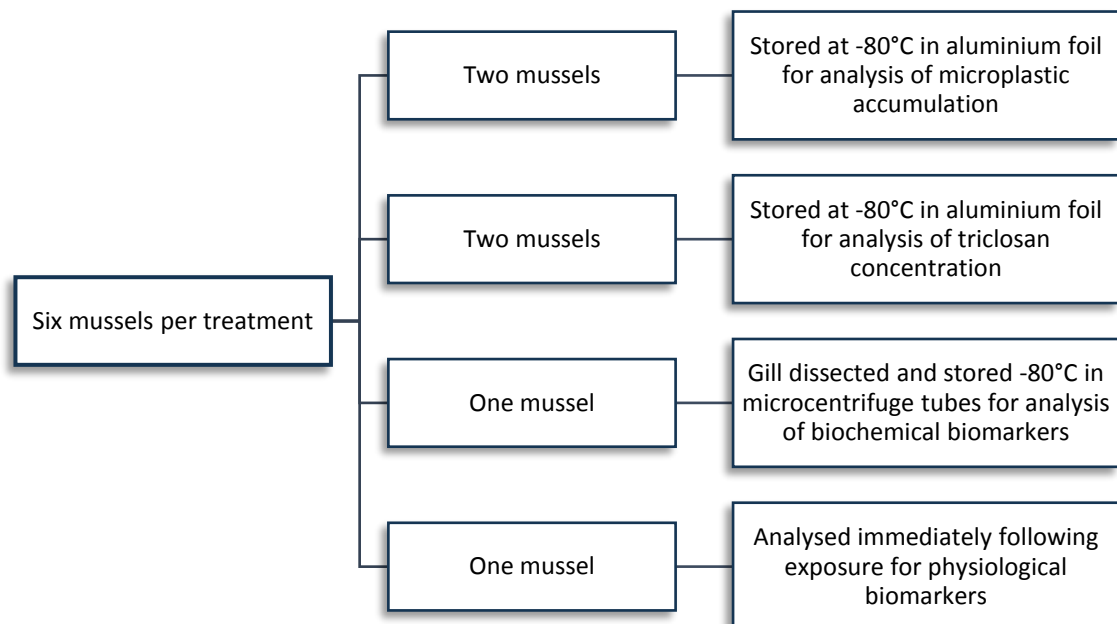 Six mussels per treatment
Two mussels
Stored at -80°C in aluminium foil
for analysis of microplastic
accumulation
Two mussels
Stored at -80°C in aluminium foil
for analysis of triclosan
concentration
One mussel
Gill dissected and stored -80°C in
microcentrifuge tubes for analysis
of biochemical biomarkers
One mussel
Analysed immediately following
exposure for physiological
biomarkers